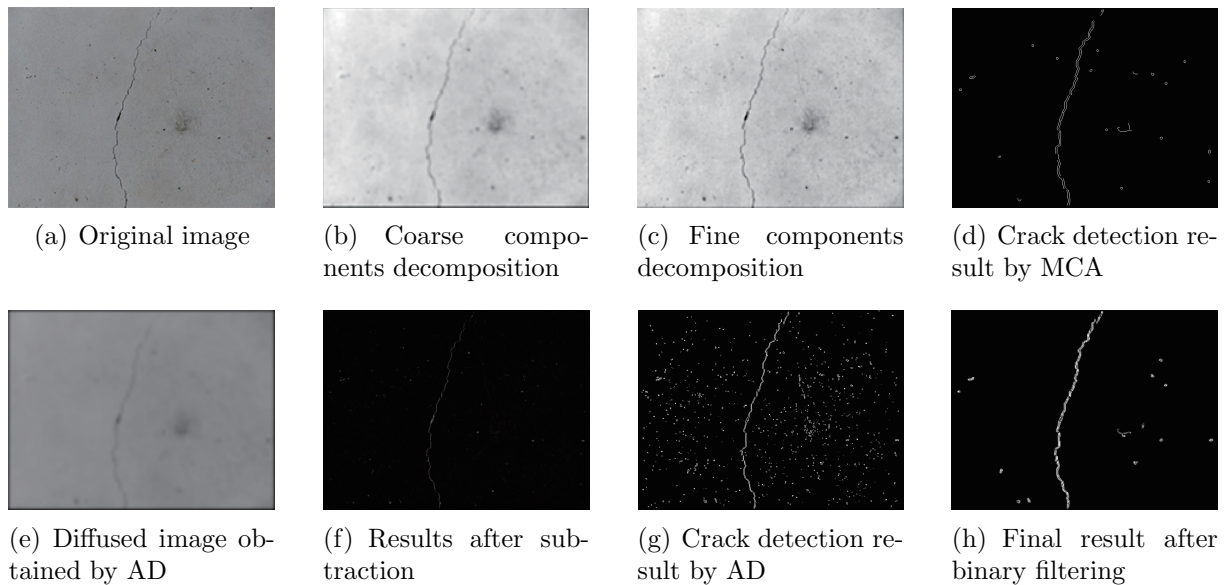 (a) Original image
(b) Coarse compo-
nents decomposition
(c) Fine components
decomposition
(d) Crack detection re-
sult by MCA
(e) Diffused image ob-
tained by AD
(f) Results after sub-
traction
(g) Crack detection re-
sult by AD
(h) Final result after
binary filtering